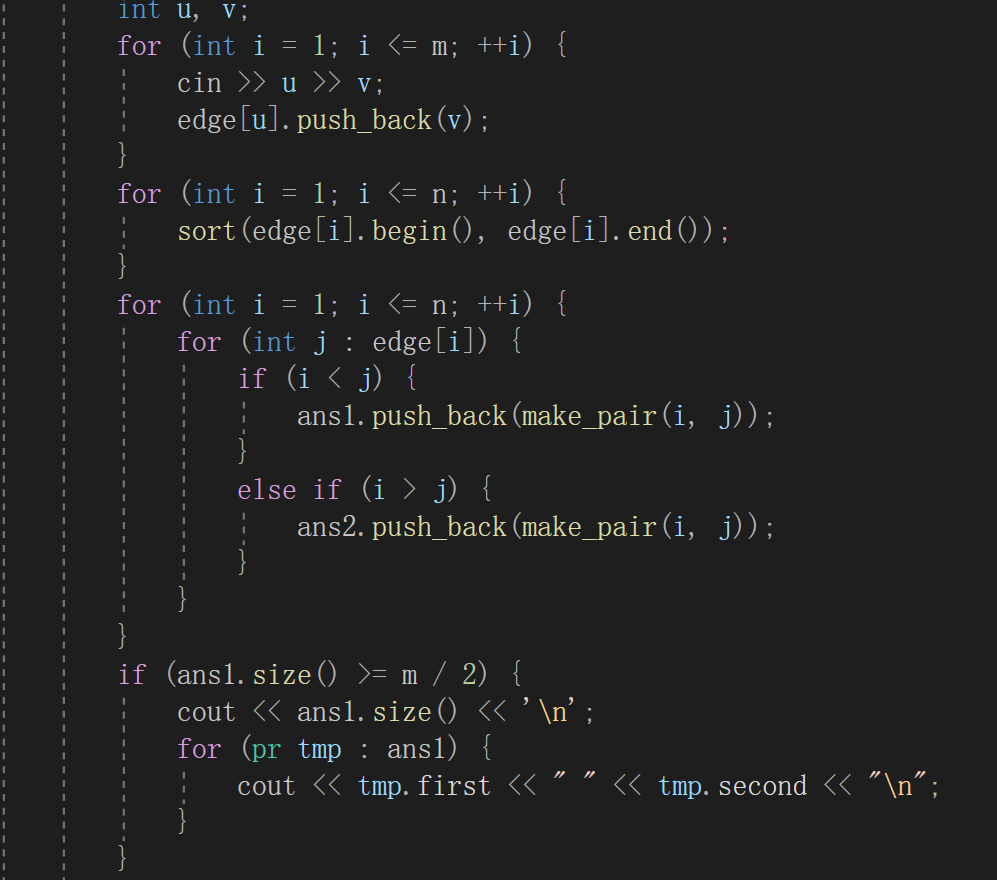 int u, v;
for (int i = 1; i <= m; ++i) {
cin >> u >> v;
edge[u].push_back(v);
}
for (int i = 1; i <= n; ++i) {
sort(edge[i].begin(), edge[i].end());
}
for (int i = 1; i <= n; ++i) {
for (int j : edge[i]) {
if (i < j) {
ans1.push_back(make_pair(i, j));
}
else if (i > j) {
ans2.push_back(make_pair(i, j));
}
}
}
if (ans1.size() >= m / 2) {
cout << ans1.size() << '\n';
for (pr tmp : ans1) {
cout << tmp.first << " " << tmp.second << "\n";
}
}